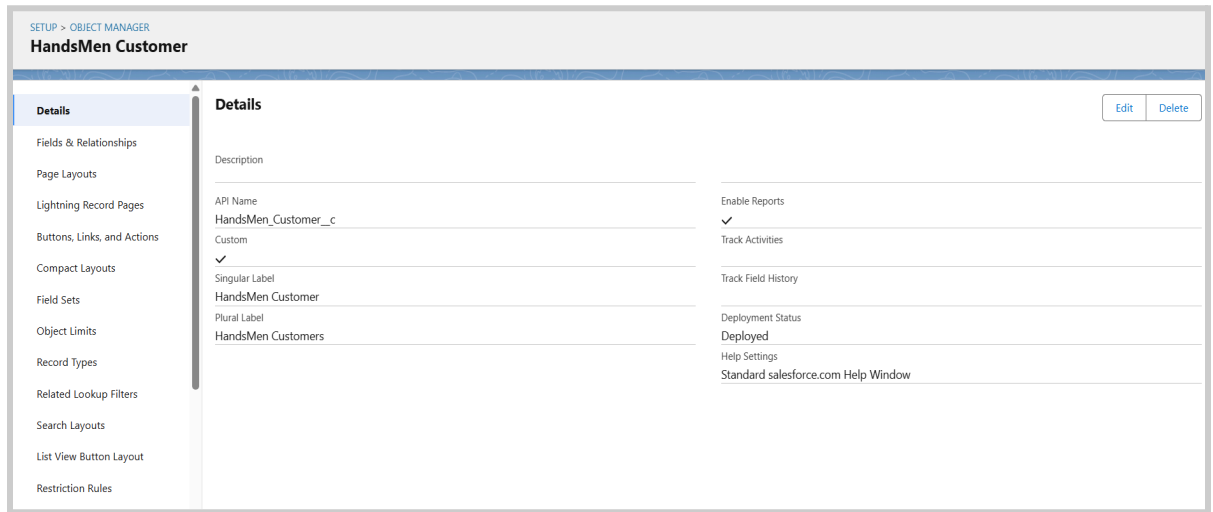 SETUP > OBJECT MANAGER
HandsMen Customer
Details
Fields & Relationships
Page Layouts
Lightning Record Pages
Buttons, Links, and Actions
Compact Layouts
Field Sets
Object Limits
Record Types
Related Lookup Filters
Search Layouts
List View Button Layout
Restriction Rules
Details
Edit
Delete
Description
API Name
HandsMen_Customer__c
Custom
✓
Singular Label
HandsMen Customer
Plural Label
HandsMen Customers
Enable Reports
✓
Track Activities
Track Field History
Deployment Status
Deployed
Help Settings
Standard salesforce.com Help Window